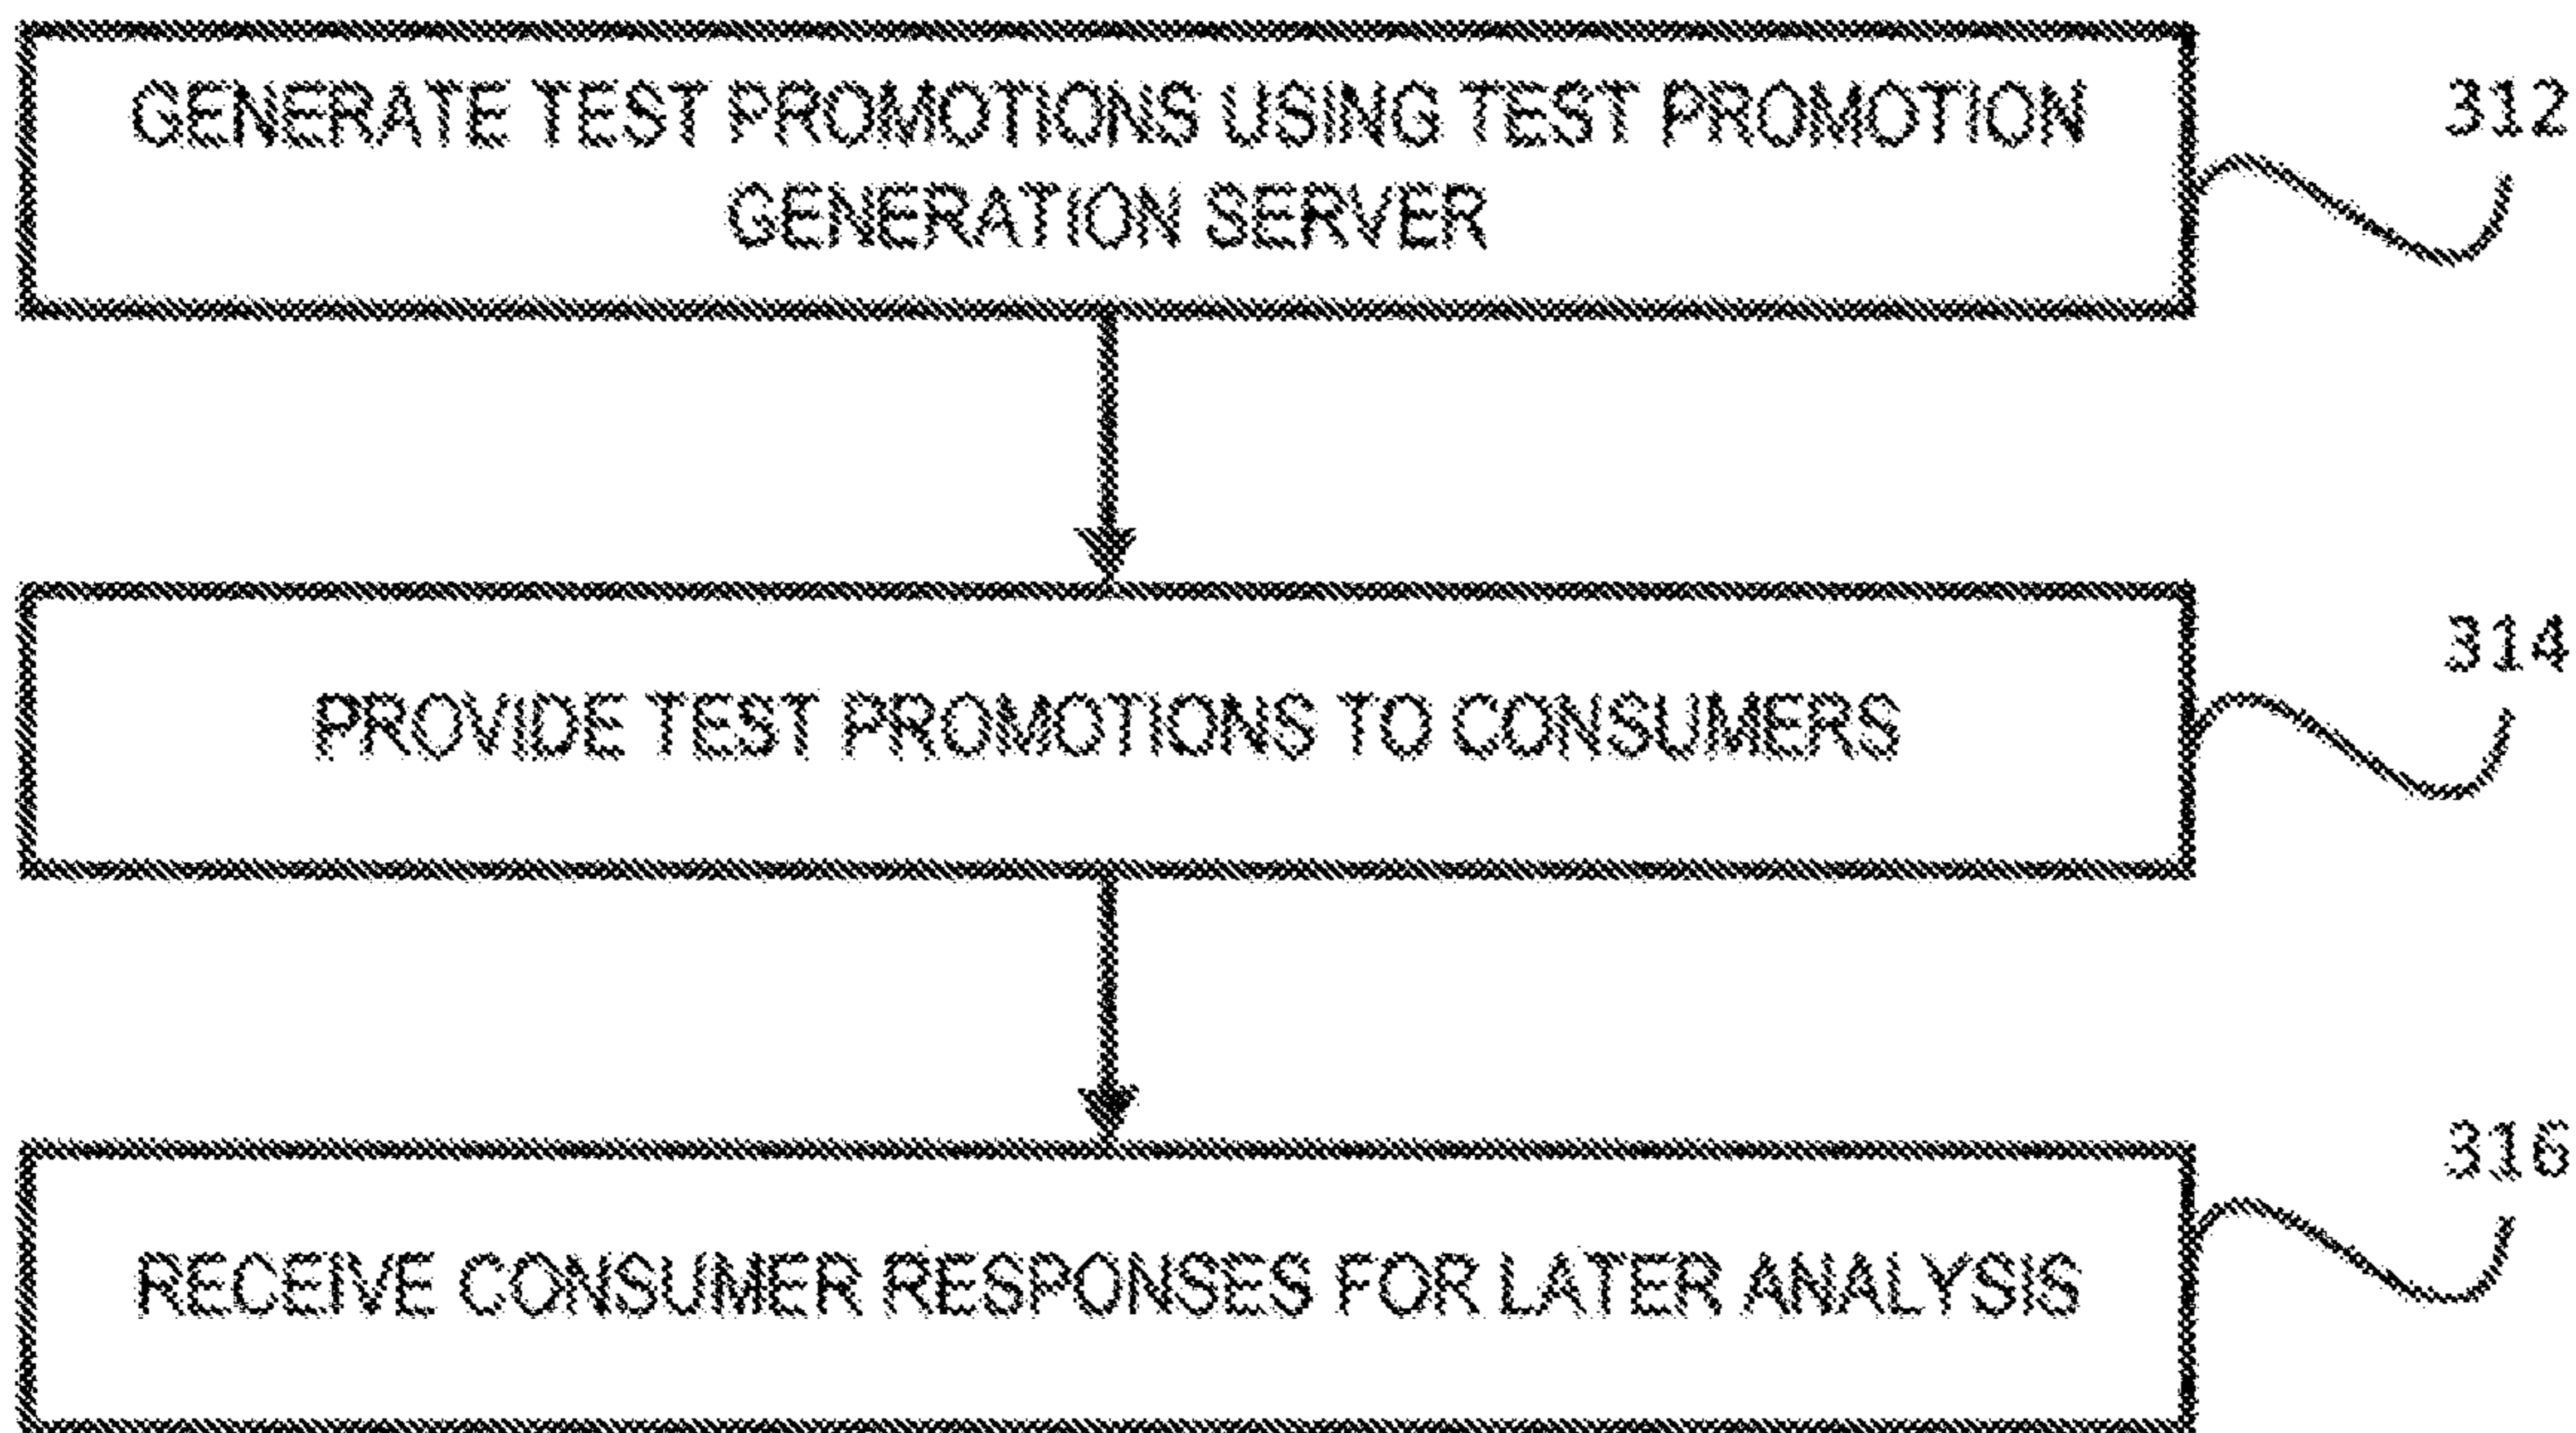 GENERATE TEST PROMOTIONS USING TEST PROMOTION
GENERATION SERVER
312
PROVIDE TEST PROMOTIONS TO CONSUMERS
314
RECEIVE CONSUMER RESPONSES FOR LATER ANALYSIS
316